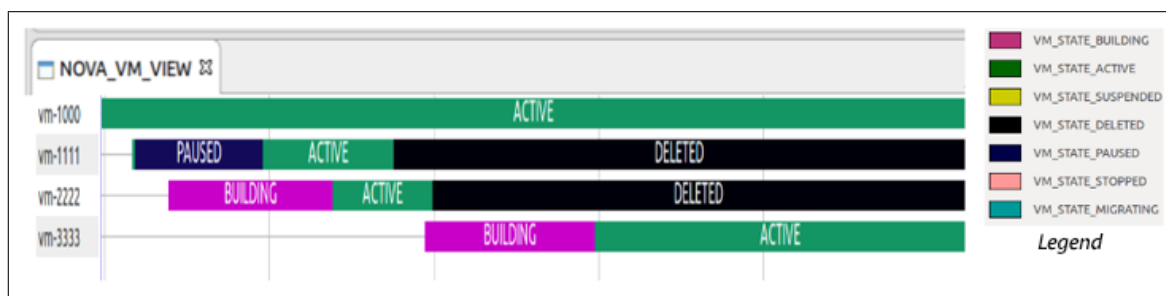 NOVA_VM_VIEW
vm-1000 ACTIVE
vm-1111 PAUSED ACTIVE DELETED
vm-2222 BUILDING ACTIVE DELETED
vm-3333 BUILDING ACTIVE
VM_STATE_BUILDING
VM_STATE_ACTIVE
VM_STATE_SUSPENDED
VM_STATE_DELETED
VM_STATE_PAUSED
VM_STATE_STOPPED
VM_STATE_MIGRATING
Legend